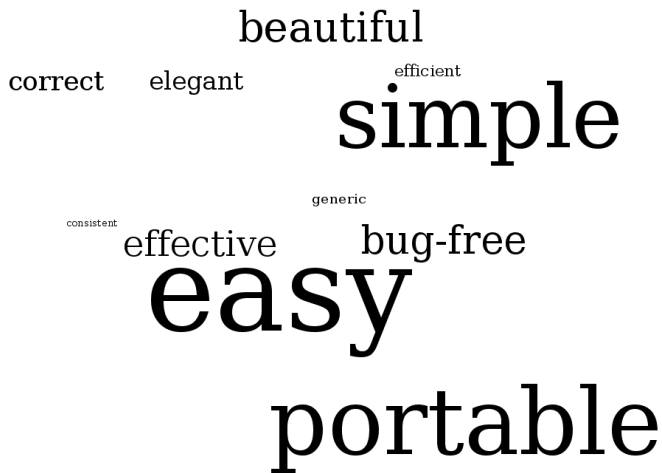 beautiful
efficient
correct elegant
simple
generic
consistent
effective bug-free
easy
portable